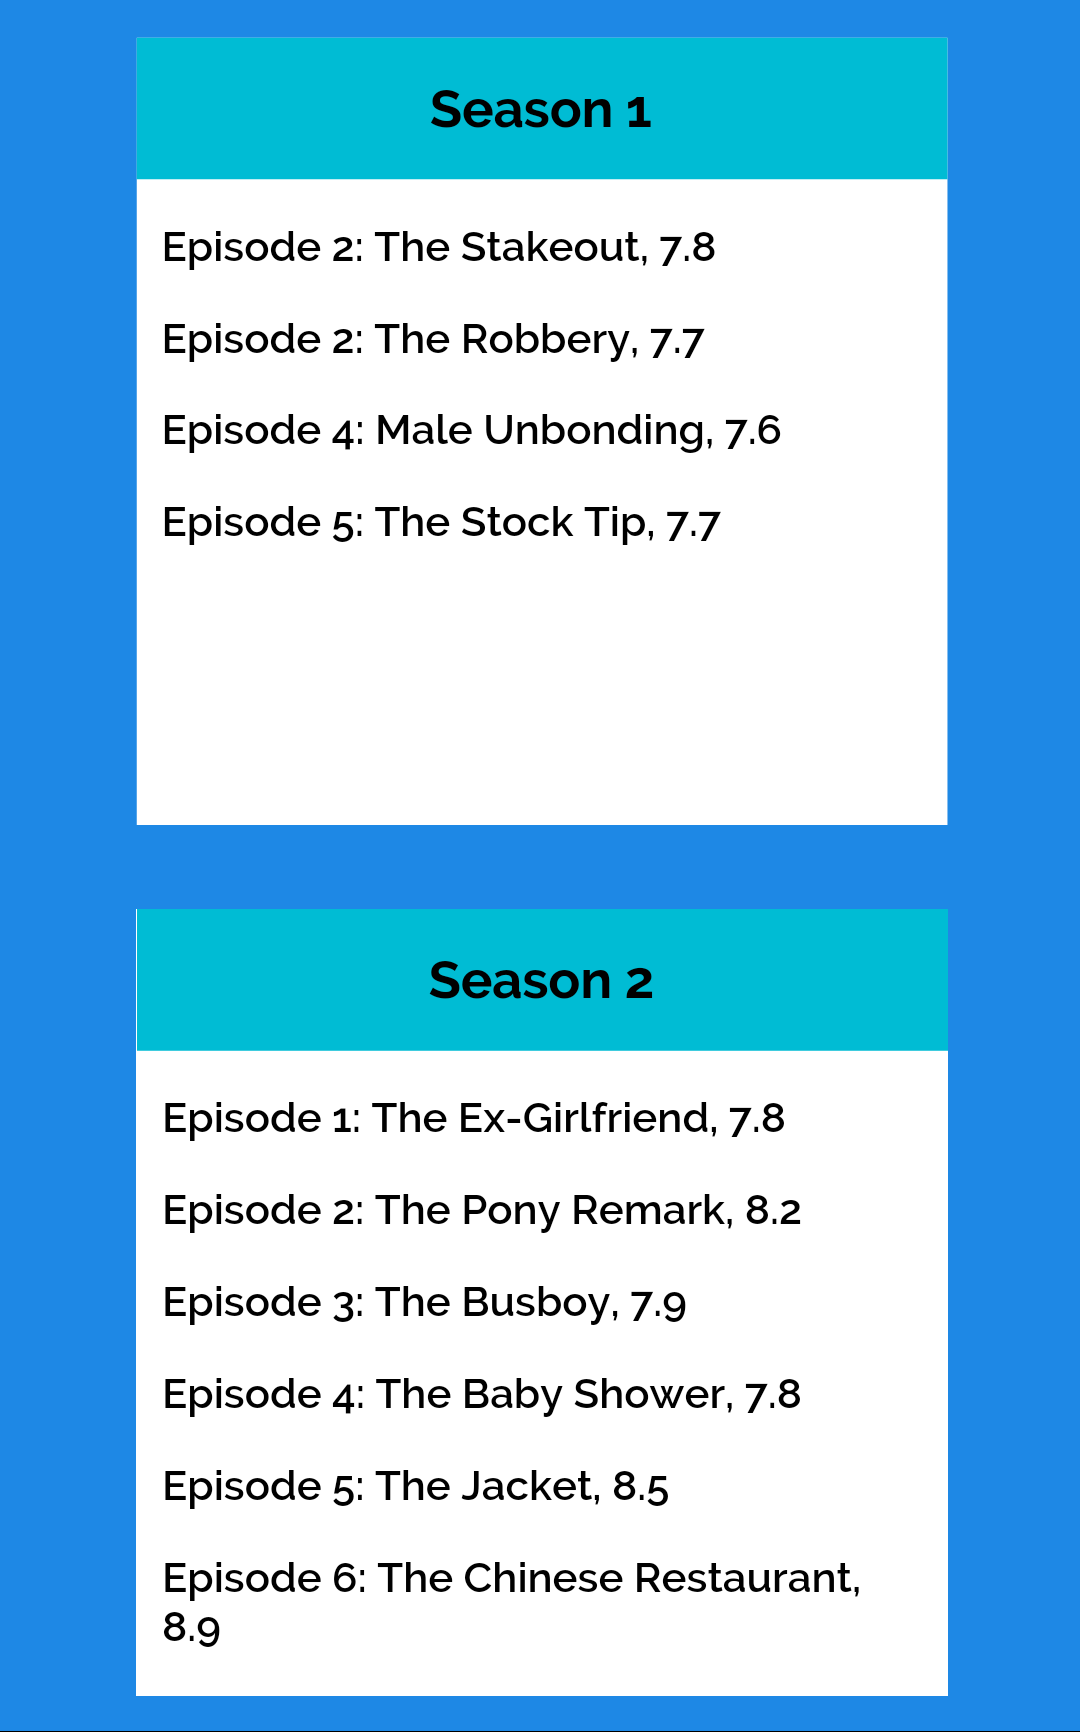 Season 1
Episode 2: The Stakeout, 7.8
Episode 2: The Robbery, 7.7
Episode 4: Male Unbonding, 7.6
Episode 5: The Stock Tip, 7.7
Season 2
Episode 1: The Ex-Girlfriend, 7.8
Episode 2: The Pony Remark, 8.2
Episode 3: The Busboy, 7.9
Episode 4: The Baby Shower, 7.8
Episode 5: The Jacket, 8.5
Episode 6: The Chinese Restaurant,
8.9